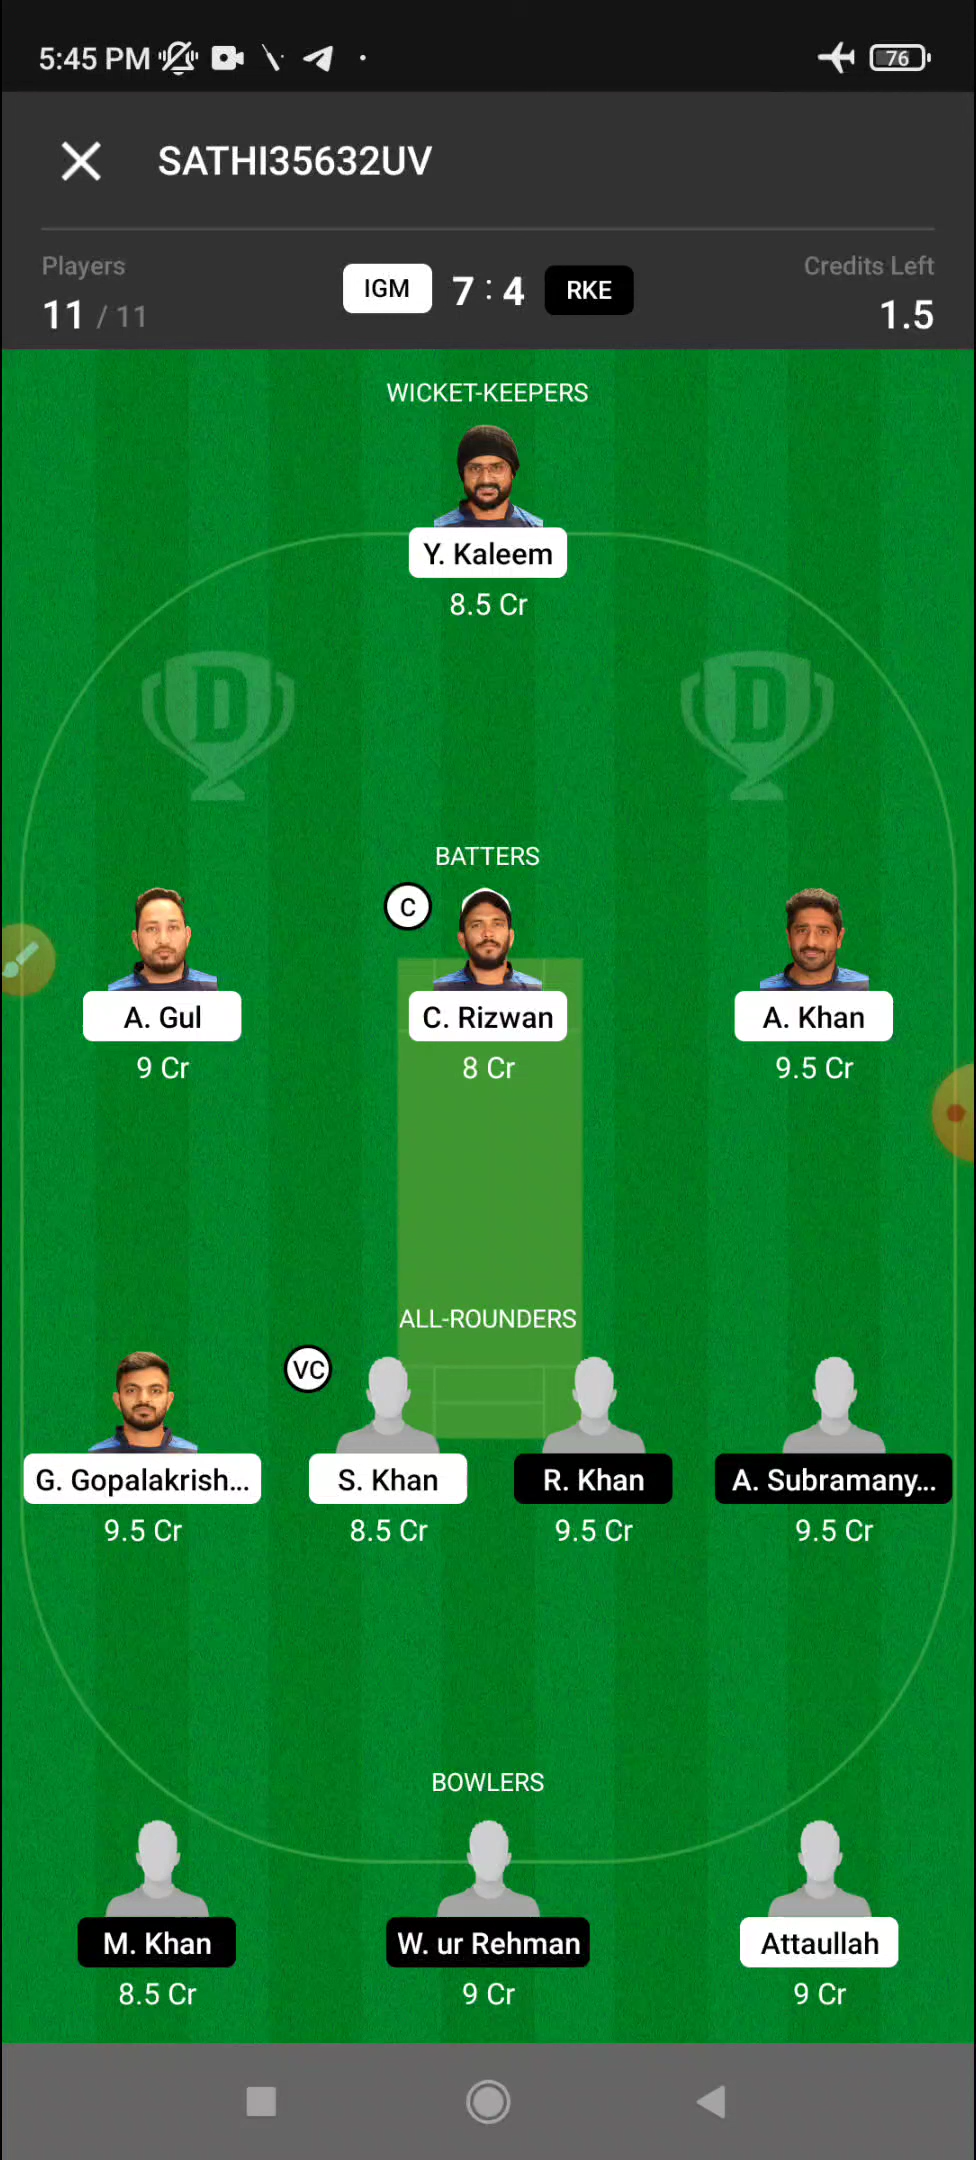 5:45 PM
76
SATHI35632UV
Players
Credits Left
11 / 11
IGM 7 : 4 RKE
1.5
WICKET-KEEPERS
Y. Kaleem
8.5 Cr
D D
BATTERS
C
A. Gul C. Rizwan A. Khan
9 Cr 8 Cr 9.5 Cr
ALL-ROUNDERS
VC
G. Gopalakrish... S. Khan R. Khan A. Subramany...
9.5 Cr 8.5 Cr 9.5 Cr 9.5 Cr
BOWLERS
M. Khan W. ur Rehman Attaullah
8.5 Cr 9 Cr 9 Cr